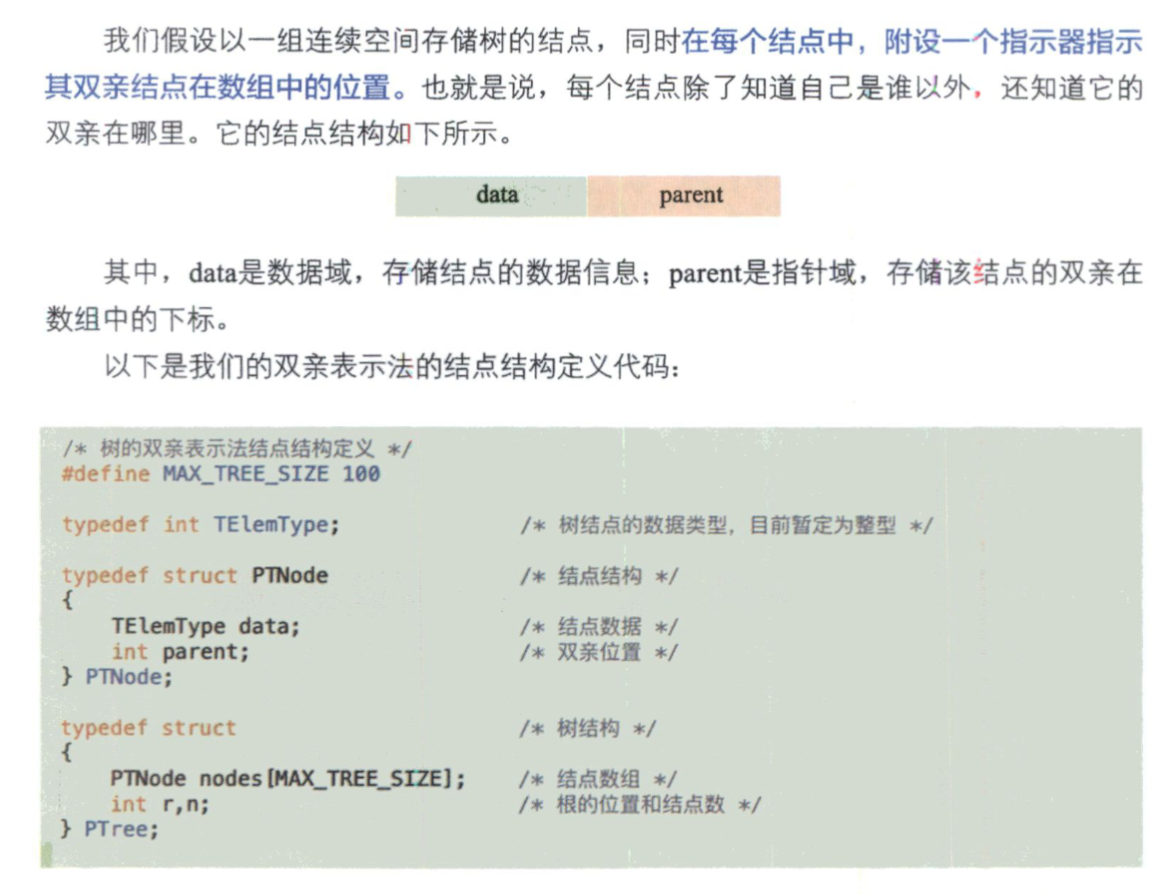 我们假设以一组连续空间存储树的结点，同时在每个结点中，附设一个指示器指示
其双亲结点在数组中的位置。也就是说，每个结点除了知道自己是谁以外，还知道它的
双亲在哪里。它的结点结构如下所示。
data parent
其中，data是数据域，存储结点的数据信息；parent是指针域，存储该结点的双亲在
数组中的下标。
以下是我们的双亲表示法的结点结构定义代码：
/* 树的双亲表示法结点结构定义 */
#define MAX_TREE_SIZE 100
typedef int TElemType; /* 树结点的数据类型，目前暂定为整型 */
typedef struct PTNode /* 结点结构 */
{
TElemType data; /* 结点数据 */
int parent; /* 双亲位置 */
} PTNode;
typedef struct /* 树结构 */
{
PTNode nodes[MAX_TREE_SIZE]; /* 结点数组 */
int r,n; /* 根的位置和结点数 */
} PTree;